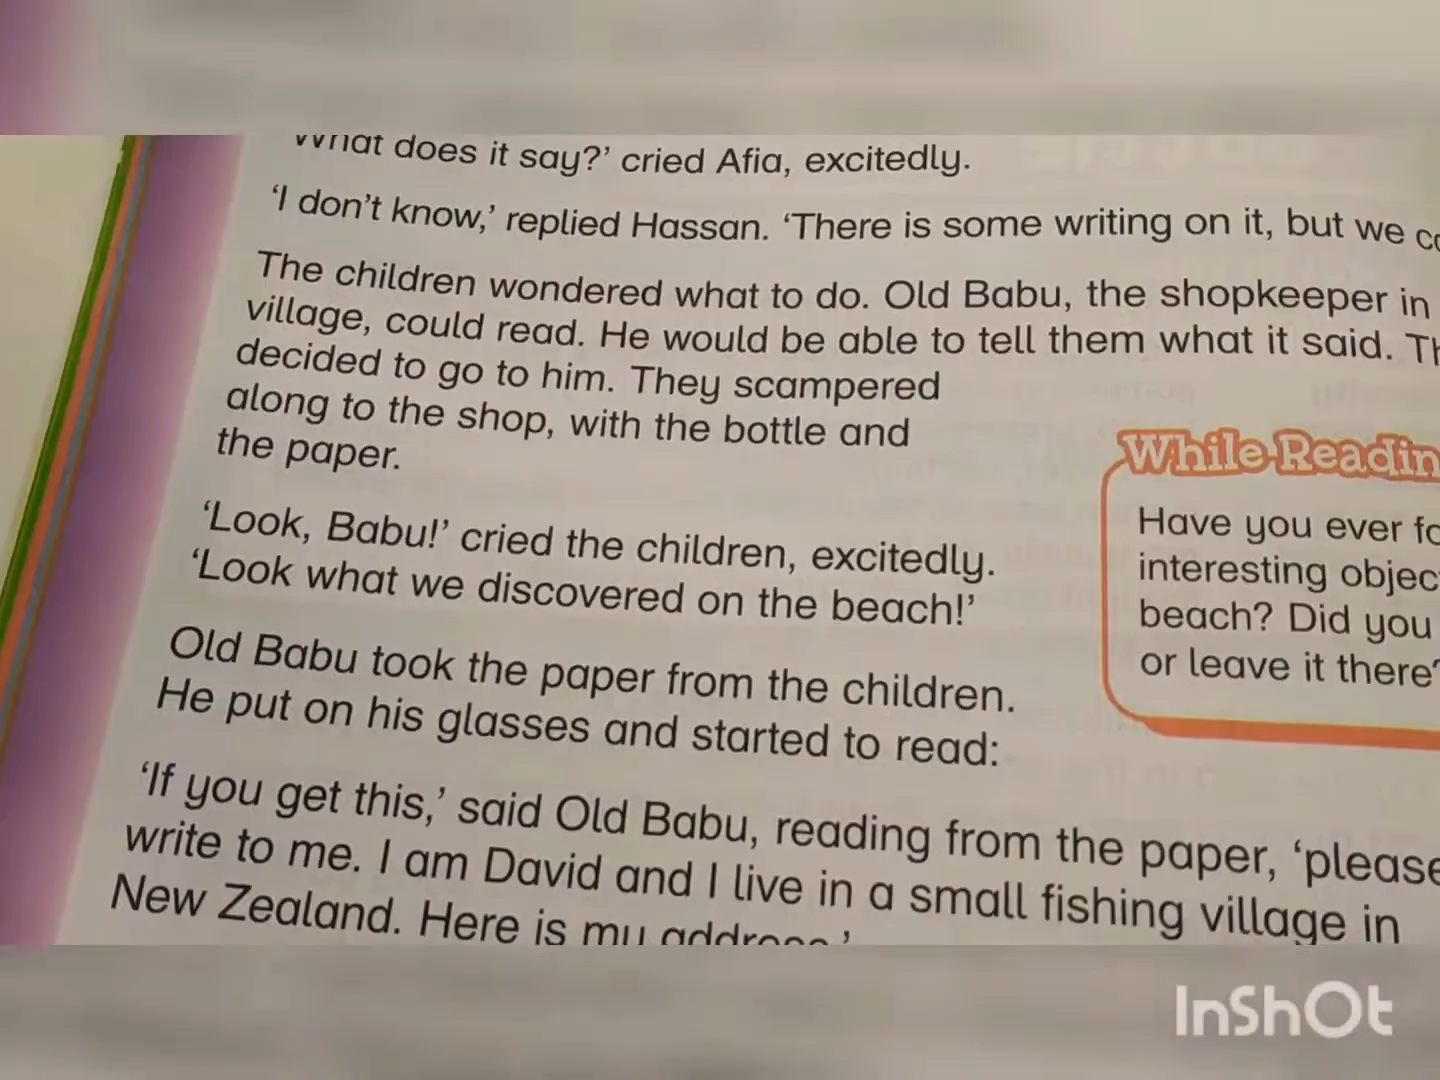 What does it say?’ cried Afia, excitedly.
‘I don’t know,’ replied Hassan. ‘There is some writing on it, but we
The children wondered what to do. Old Babu, the shopkeeper in
village, could read. He would be able to tell them what it said.
decided to go to him. They scampered
along to the shop, with the bottle and
the paper.
‘Look, Babu!’ cried the children, excitedly.
‘Look what we discovered on the beach!’
Old Babu took the paper from the children.
He put on his glasses and started to read:
‘If you get this,’ said Old Babu, reading from the paper, ‘please
write to me. I am David and I live in a small fishing village in
New Zealand. Here is my address.’
While Readin
Have you ever
interesting objec
beach? Did you
or leave it there?
InShOt